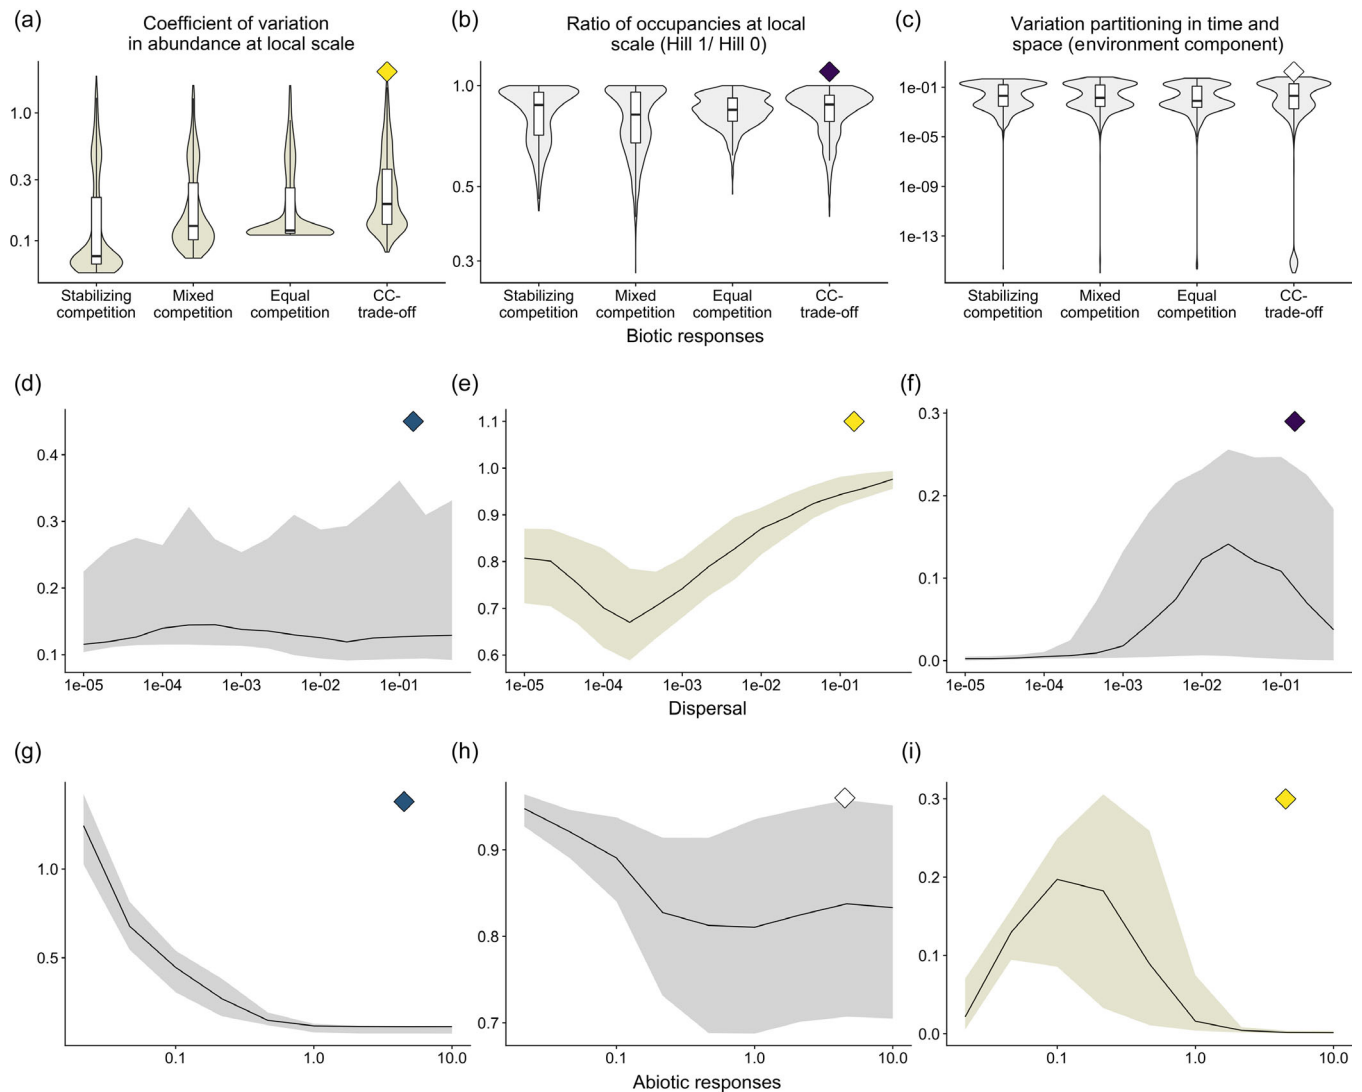 (a)
Coefficient of variation
in abundance at local scale
1.0
0.3
0.1
Stabilizing
competition
Mixed
competition
Equal
competition
CC-
trade-off
(b)
Ratio of occupancies at local
scale (Hill 1/ Hill 0)
1.0
0.5
0.3
Stabilizing
competition
Mixed
competition
Equal
competition
CC-
trade-off
Biotic responses
(c)
Variation partitioning in time and
space (environment component)
1e-01
1e-05
1e-09
1e-13
Stabilizing
competition
Mixed
competition
Equal
competition
CC-
trade-off
(d)
0.4
0.3
0.2
0.1
1e-05 1e-04 1e-03 1e-02 1e-01
(e)
1.1
1.0
0.9
0.8
0.7
0.6
1e-05 1e-04 1e-03 1e-02 1e-01
Dispersal
(f)
0.3
0.2
0.1
0.0
1e-05 1e-04 1e-03 1e-02 1e-01
(g)
1.0
0.5
0.1 1.0 10.0
(h)
0.9
0.8
0.7
0.1 1.0 10.0
Abiotic responses
(i)
0.3
0.2
0.1
0.0
0.1 1.0 10.0